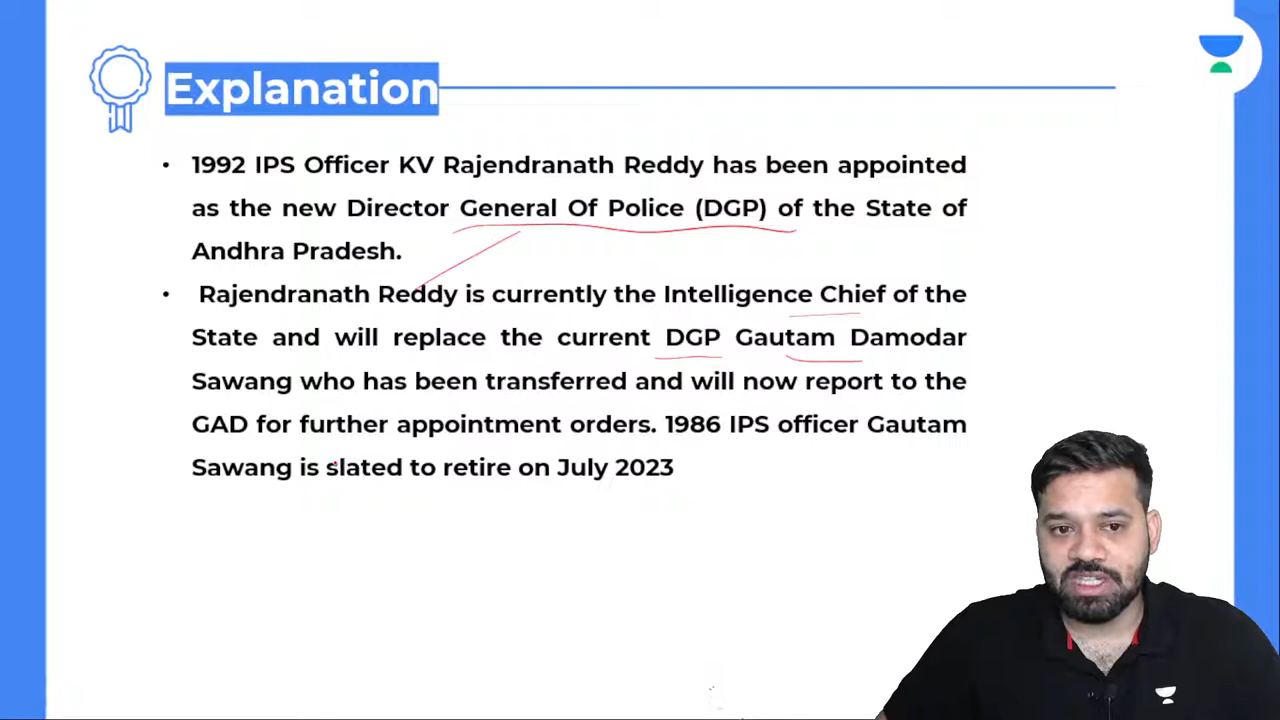 Explanation
• 1992 IPS Officer KV Rajendranath Reddy has been appointed
as the new Director General Of Police (DGP) of the State of
Andhra Pradesh.
• Rajendranath Reddy is currently the Intelligence Chief of the
State and will replace the current DGP Gautam Damodar
Sawang who has been transferred and will now report to the
GAD for further appointment orders. 1986 IPS officer Gautam
Sawang is slated to retire on July 2023